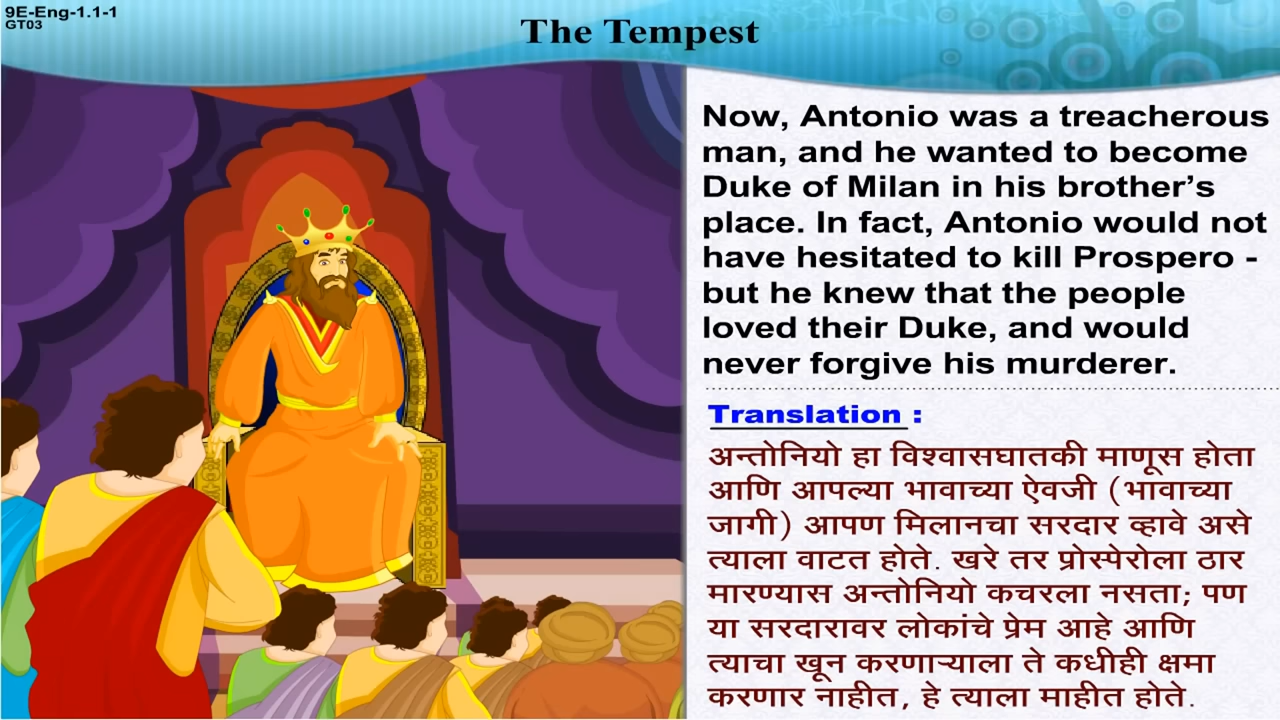 9E-Eng-1.1-1
GT03
The Tempest
Now, Antonio was a treacherous
man, and he wanted to become
Duke of Milan in his brother’s
place. In fact, Antonio would not
have hesitated to kill Prospero -
but he knew that the people
loved their Duke, and would
never forgive his murderer.
Translation :
अन्तोनियो हा विश्वासघातकी माणूस होता
आणि आपल्या भावाच्या ऐवजी (भावाच्या
जागी) आपण मिलानचा सरदार व्हावे असे
त्याला वाटत होते. खरे तर प्रोस्पेरोला ठार
मारण्यास अन्तोनियो कचरला नसता; पण
या सरदारावर लोकांचे प्रेम आहे आणि
त्याचा खून करणाऱ्याला ते कधीही क्षमा
करणार नाहीत, हे त्याला माहीत होते.